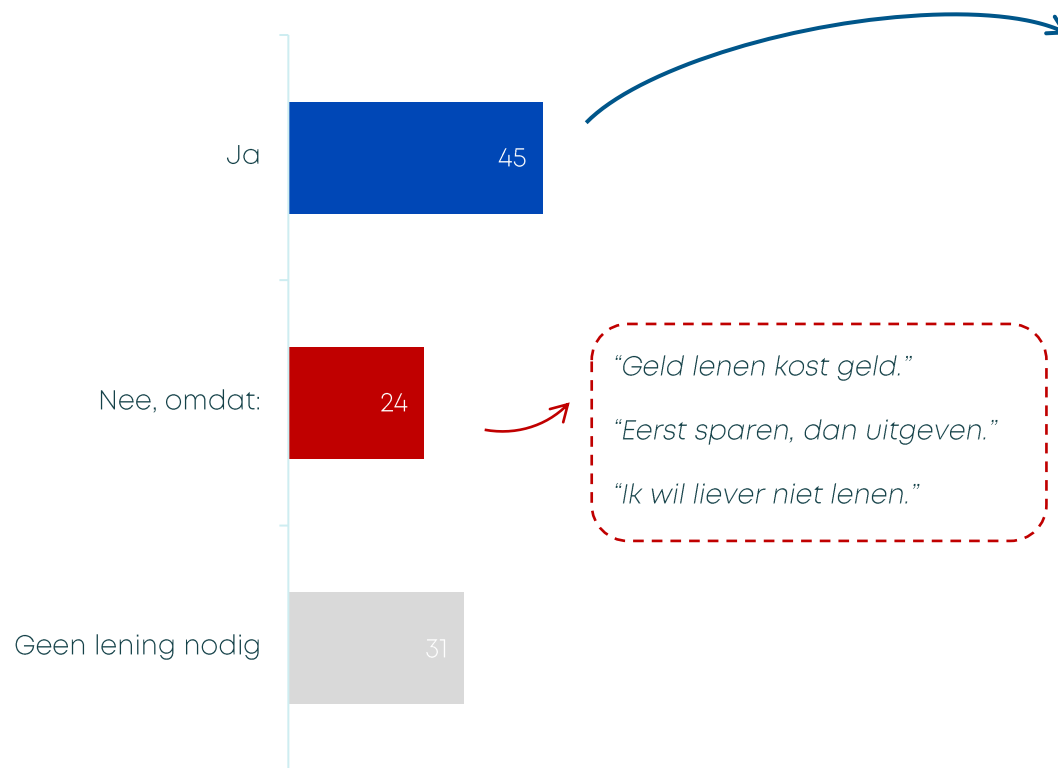 Ja
45
Nee, omdat:
24
“Geld lenen kost geld.”
“Eerst sparen, dan uitgeven.”
“Ik wil liever niet lenen.”
Geen lening nodig
31